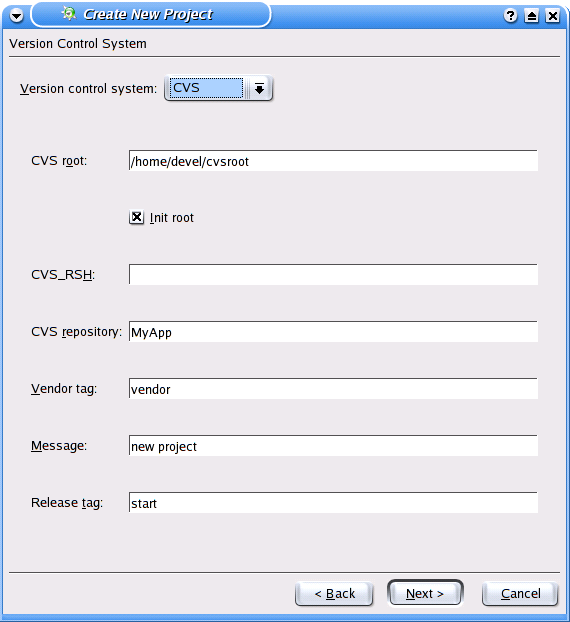 Create New Project
Version Control System
Version control system: CVS
CVS root: /home/devel/cvsroot
Init root
CVS_RSH:
CVS repository: MyApp
Vendor tag: vendor
Message: new project
Release tag: start
< Back Next > Cancel